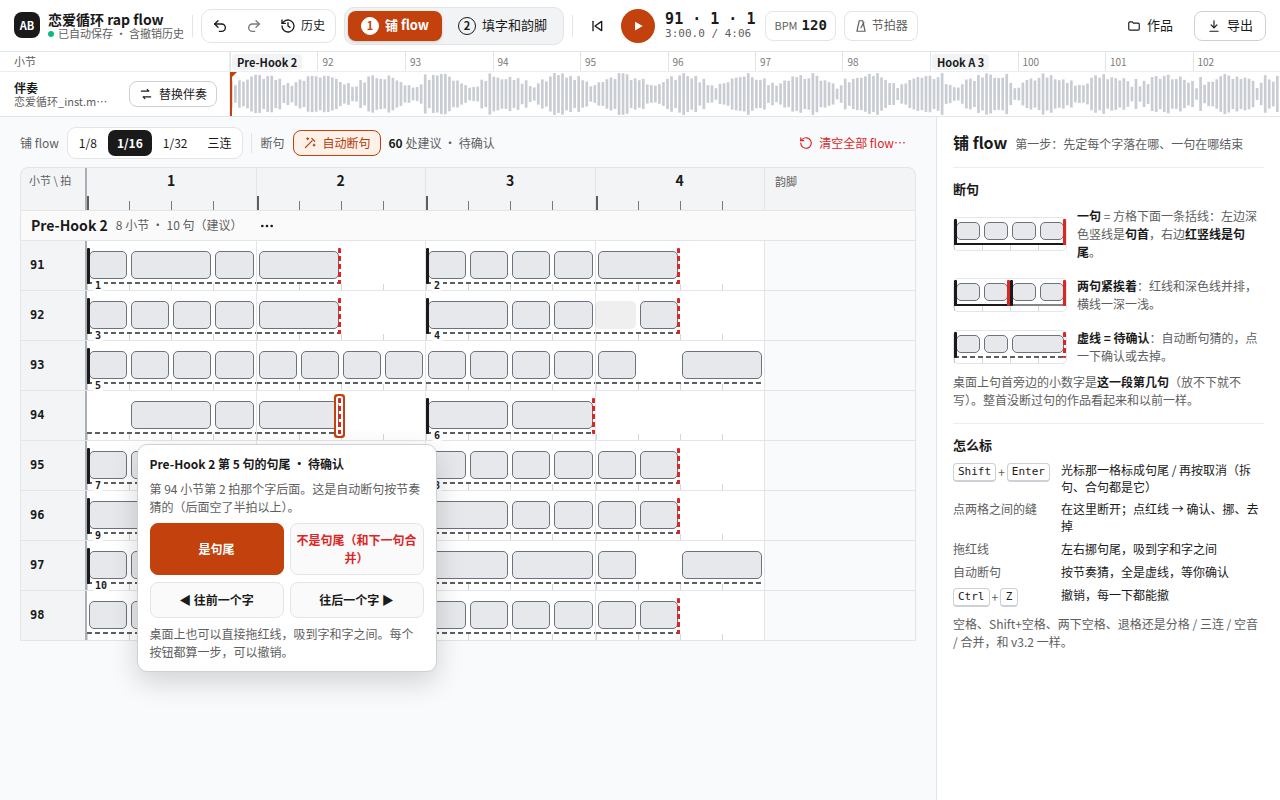 AB
恋爱循环 rap flow
已自动保存 · 含撤销历史
历史
1 铺 flow
2 填字和韵脚
91 · 1 · 1
3:00.0 / 4:06
BPM 120
节拍器
作品
导出
小节
Pre-Hook 2
92
93
94
95
96
97
98
Hook A 3
100
101
102
伴奏
恋爱循环_inst.m…
替换伴奏
铺 flow
1/8
1/16
1/32
三连
断句
自动断句
60 处建议 · 待确认
清空全部 flow…
小节 \ 拍
1
2
3
4
韵脚
Pre-Hook 2 8 小节 · 10 句（建议）
91
1
2
92
3
4
93
5
94
6
95
7
8
96
9
97
10
98
Pre-Hook 2 第 5 句的句尾 · 待确认
第 94 小节第 2 拍那个字后面。这是自动断句按节奏
猜的（后面空了半拍以上）。
是句尾
不是句尾（和下一句合
并）
◀ 往前一个字
往后一个字 ▶
桌面上也可以直接拖红线，吸到字和字之间。每个
按钮都算一步，可以撤销。
铺 flow 第一步：先定每个字落在哪、一句在哪结束
断句
一句 = 方格下面一条括线：左边深
色竖线是句首，右边红竖线是句
尾。
两句紧挨着：红线和深色线并排，
横线一深一浅。
虚线 = 待确认：自动断句猜的，点
一下确认或去掉。
桌面上句首旁边的小数字是这一段第几句（放不下就不
写）。整首没断过句的作品看起来和以前一样。
怎么标
Shift + Enter 光标那一格标成句尾 / 再按取消（拆
句、合句都是它）
点两格之间的缝 在这里断开；点红线 → 确认、挪、去
掉
拖红线 左右挪句尾，吸到字和字之间
自动断句 按节奏猜，全是虚线，等你确认
Ctrl + Z 撤销，每一下都能撤
空格、Shift+空格、两下空格、退格还是分格 / 三连 / 空音
/ 合并，和 v3.2 一样。